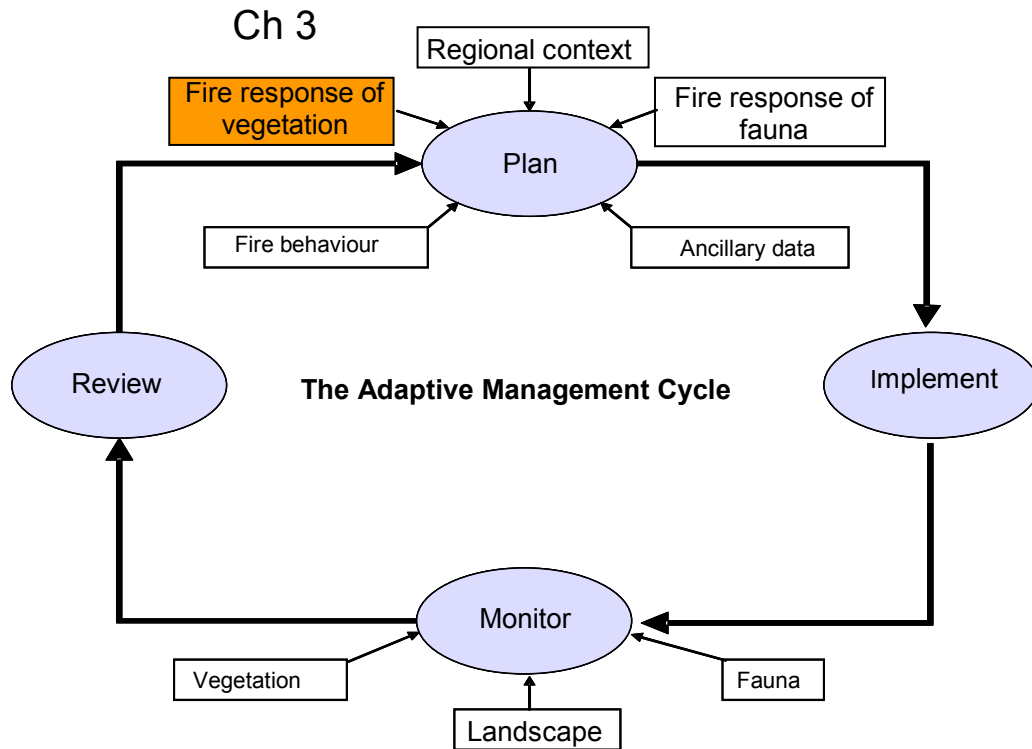 Ch 3
Regional context
Fire response of
vegetation
Fire response of
fauna
Plan
Fire behaviour
Ancillary data
Review
The Adaptive Management Cycle
Implement
Monitor
Vegetation
Fauna
Landscape